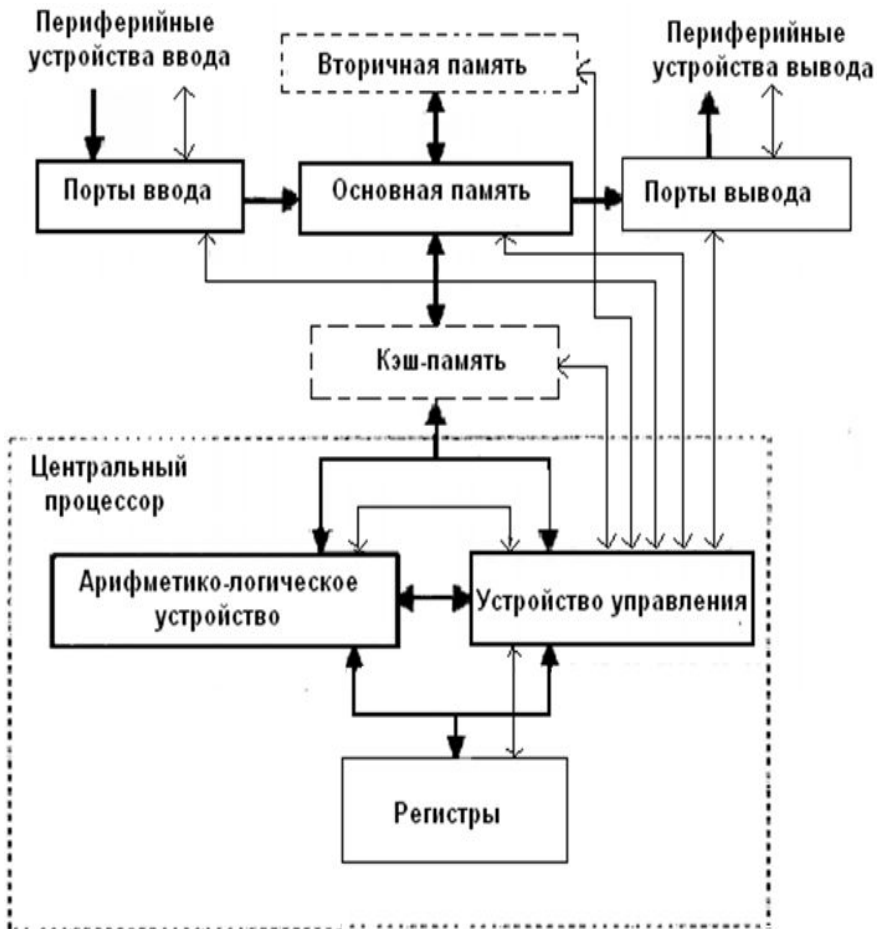 Периферийные
устройства ввода
Вторичная память
Периферийные
устройства вывода
Порты ввода
Основная память
Порты вывода
Кэш-память
Центральный
процессор
Арифметико-логическое
устройство
Устройство управления
Регистры